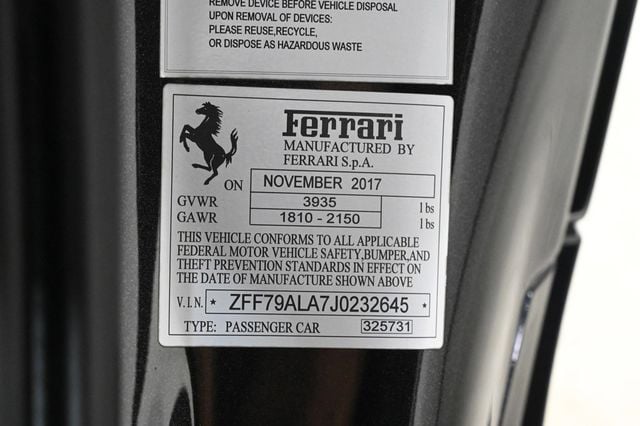 REMOVE DEVICE BEFORE VEHICLE DISPOSAL
UPON REMOVAL OF DEVICES:
PLEASE REUSE,RECYCLE,
OR DISPOSE AS HAZARDOUS WASTE
Ferrari
MANUFACTURED BY
FERRARI S.p.A.
ON NOVEMBER 2017
GVWR 3935 lbs
GAWR 1810 - 2150 lbs
THIS VEHICLE CONFORMS TO ALL APPLICABLE
FEDERAL MOTOR VEHICLE SAFETY,BUMPER,AND
THEFT PREVENTION STANDARDS IN EFFECT ON
THE DATE OF MANUFACTURE SHOWN ABOVE
V.I.N. * ZFF79ALA7J0232645 *
TYPE: PASSENGER CAR 325731